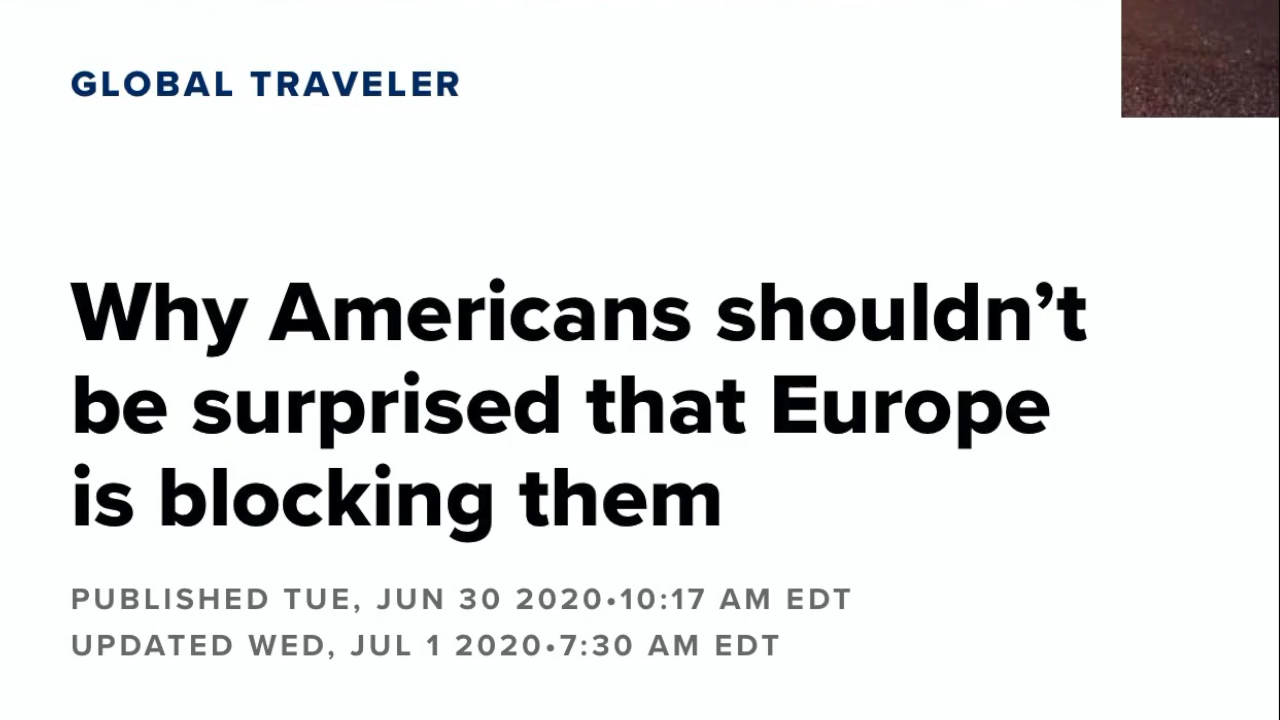 GLOBAL TRAVELER
Why Americans shouldn’t
be surprised that Europe
is blocking them
PUBLISHED TUE, JUN 30 2020•10:17 AM EDT
UPDATED WED, JUL 1 2020•7:30 AM EDT